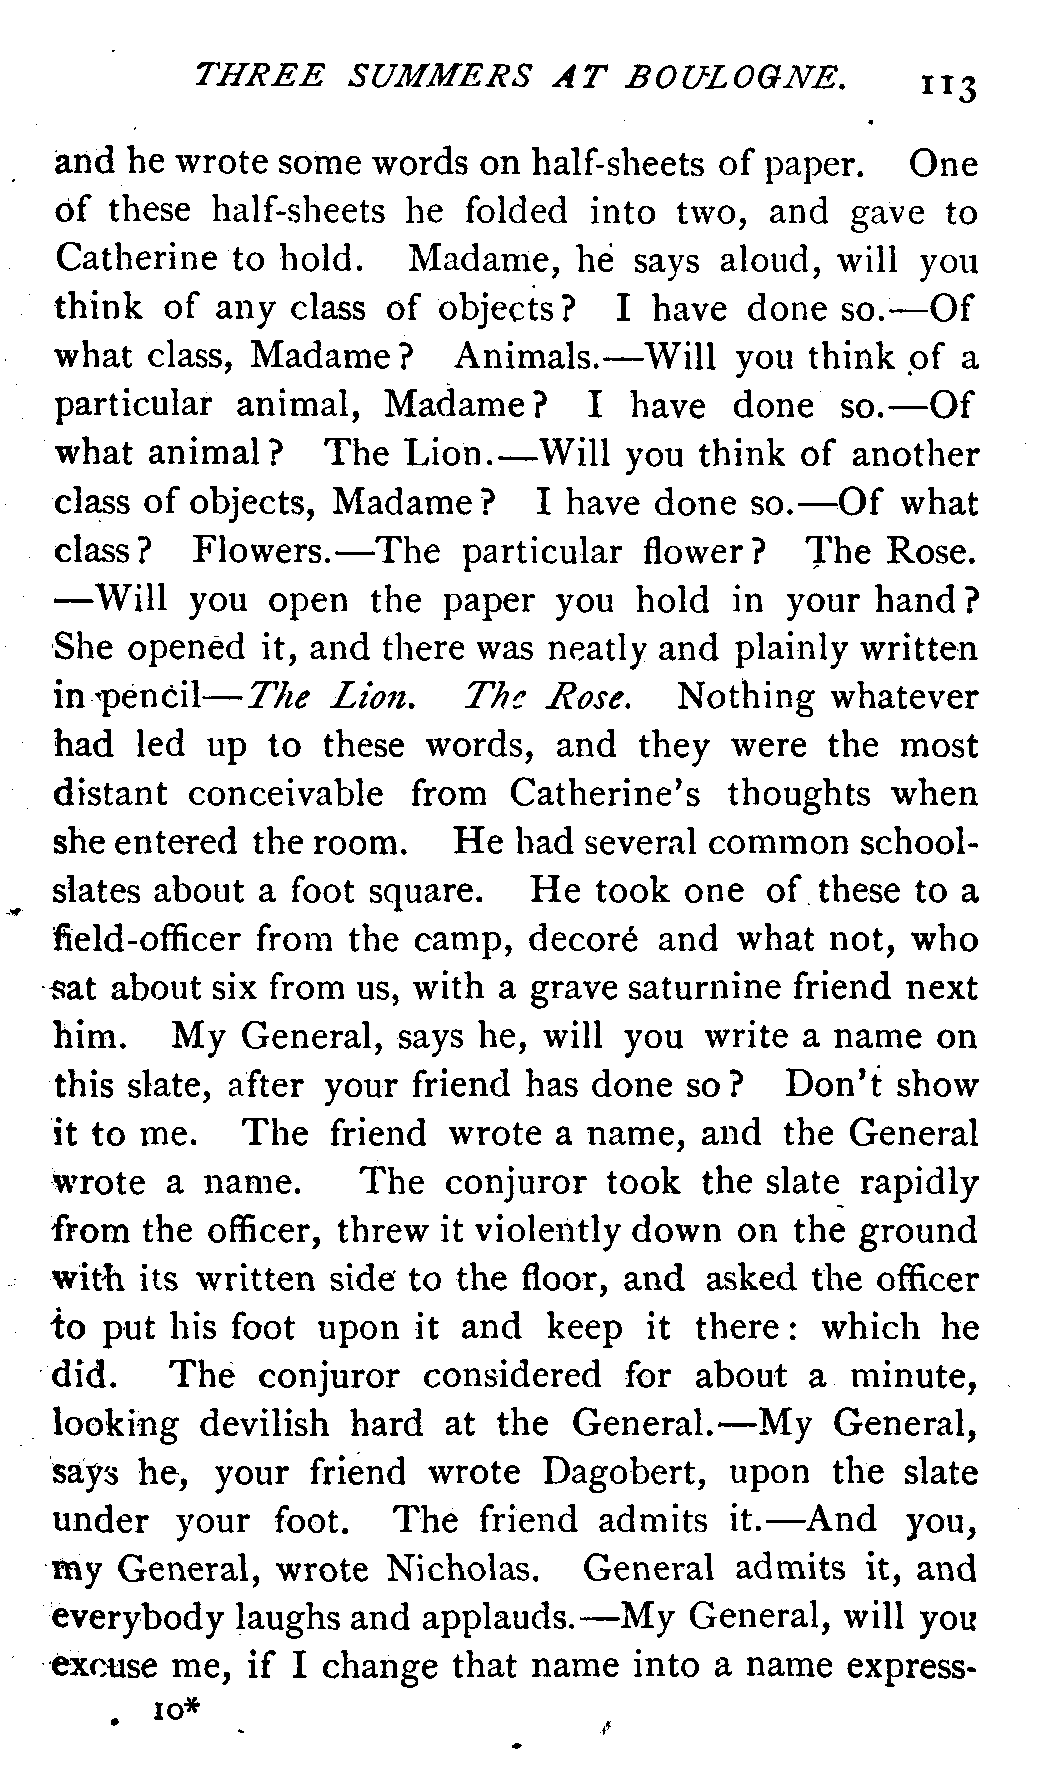 THREE SUMMERS AT BOULOGNE. 113
and he wrote some words on half-sheets of paper. One
of these half-sheets he folded into two, and gave to
Catherine to hold. Madame, he says aloud, will you
think of any class of objects? I have done so.—Of
what class, Madame? Animals.—Will you think of a
particular animal, Madame? I have done so.—Of
what animal? The Lion.—Will you think of another
class of objects, Madame? I have done so.—Of what
class? Flowers.—The particular flower? The Rose.
—Will you open the paper you hold in your hand?
She opened it, and there was neatly and plainly written
in pencil—The Lion. The Rose. Nothing whatever
had led up to these words, and they were the most
distant conceivable from Catherine's thoughts when
she entered the room. He had several common school-
slates about a foot square. He took one of these to a
field-officer from the camp, decoré and what not, who
sat about six from us, with a grave saturnine friend next
him. My General, says he, will you write a name on
this slate, after your friend has done so? Don't show
it to me. The friend wrote a name, and the General
wrote a name. The conjuror took the slate rapidly
from the officer, threw it violently down on the ground
with its written side to the floor, and asked the officer
to put his foot upon it and keep it there: which he
did. The conjuror considered for about a minute,
looking devilish hard at the General.—My General,
says he, your friend wrote Dagobert, upon the slate
under your foot. The friend admits it.—And you,
my General, wrote Nicholas. General admits it, and
everybody laughs and applauds.—My General, will you
excuse me, if I change that name into a name express-
10*